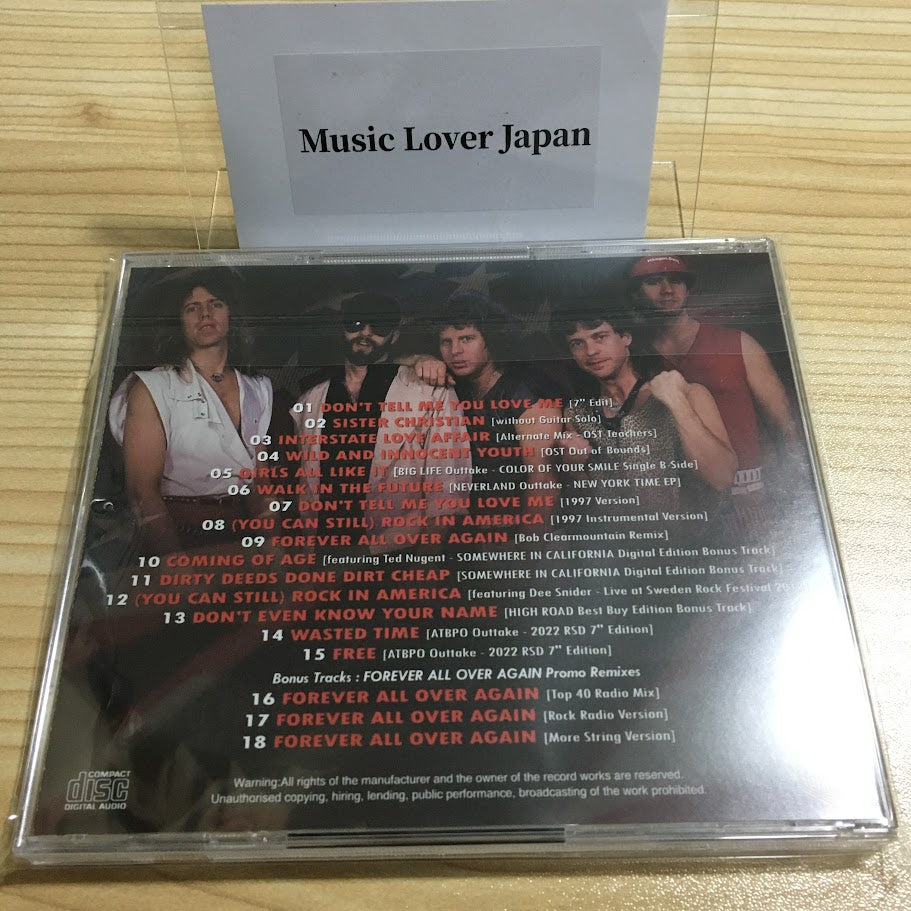 Music Lover Japan
01 DON'T TELL ME YOU LOVE ME [7" Edit]
02 SISTER CHRISTIAN [without Guitar Solo]
03 INTERSTATE LOVE AFFAIR [Alternate Mix - OST Teachers]
04 WILD AND INNOCENT YOUTH [OST Out of Bounds]
05 GIRLS ALL LIKE IT [BIG LIFE Outtake - COLOR OF YOUR SMILE Single B-Side]
06 WALK IN THE FUTURE [NEVERLAND Outtake - NEW YORK TIME EP]
07 DON'T TELL ME YOU LOVE ME [1997 Version]
08 (YOU CAN STILL) ROCK IN AMERICA [1997 Instrumental Version]
09 FOREVER ALL OVER AGAIN [Bob Clearmountain Remix]
10 COMING OF AGE [featuring Ted Nugent - SOMEWHERE IN CALIFORNIA Digital Edition Bonus Track]
11 DIRTY DEEDS DONE DIRT CHEAP [SOMEWHERE IN CALIFORNIA Digital Edition Bonus Track]
12 (YOU CAN STILL) ROCK IN AMERICA [featuring Dee Snider - Live at Sweden Rock Festival
13 DON'T EVEN KNOW YOUR NAME [HIGH ROAD Best Buy Edition Bonus Track]
14 WASTED TIME [ATBPO Outtake - 2022 RSD 7" Edition]
15 FREE [ATBPO Outtake - 2022 RSD 7" Edition]
Bonus Tracks : FOREVER ALL OVER AGAIN Promo Remixes
16 FOREVER ALL OVER AGAIN [Top 40 Radio Mix]
17 FOREVER ALL OVER AGAIN [Rock Radio Version]
18 FOREVER ALL OVER AGAIN [More String Version]
COMPACT
disc
DIGITAL AUDIO
Warning:All rights of the manufacturer and the owner of the record works are reserved.
Unauthorised copying, hiring, lending, public performance, broadcasting of the work prohibited.